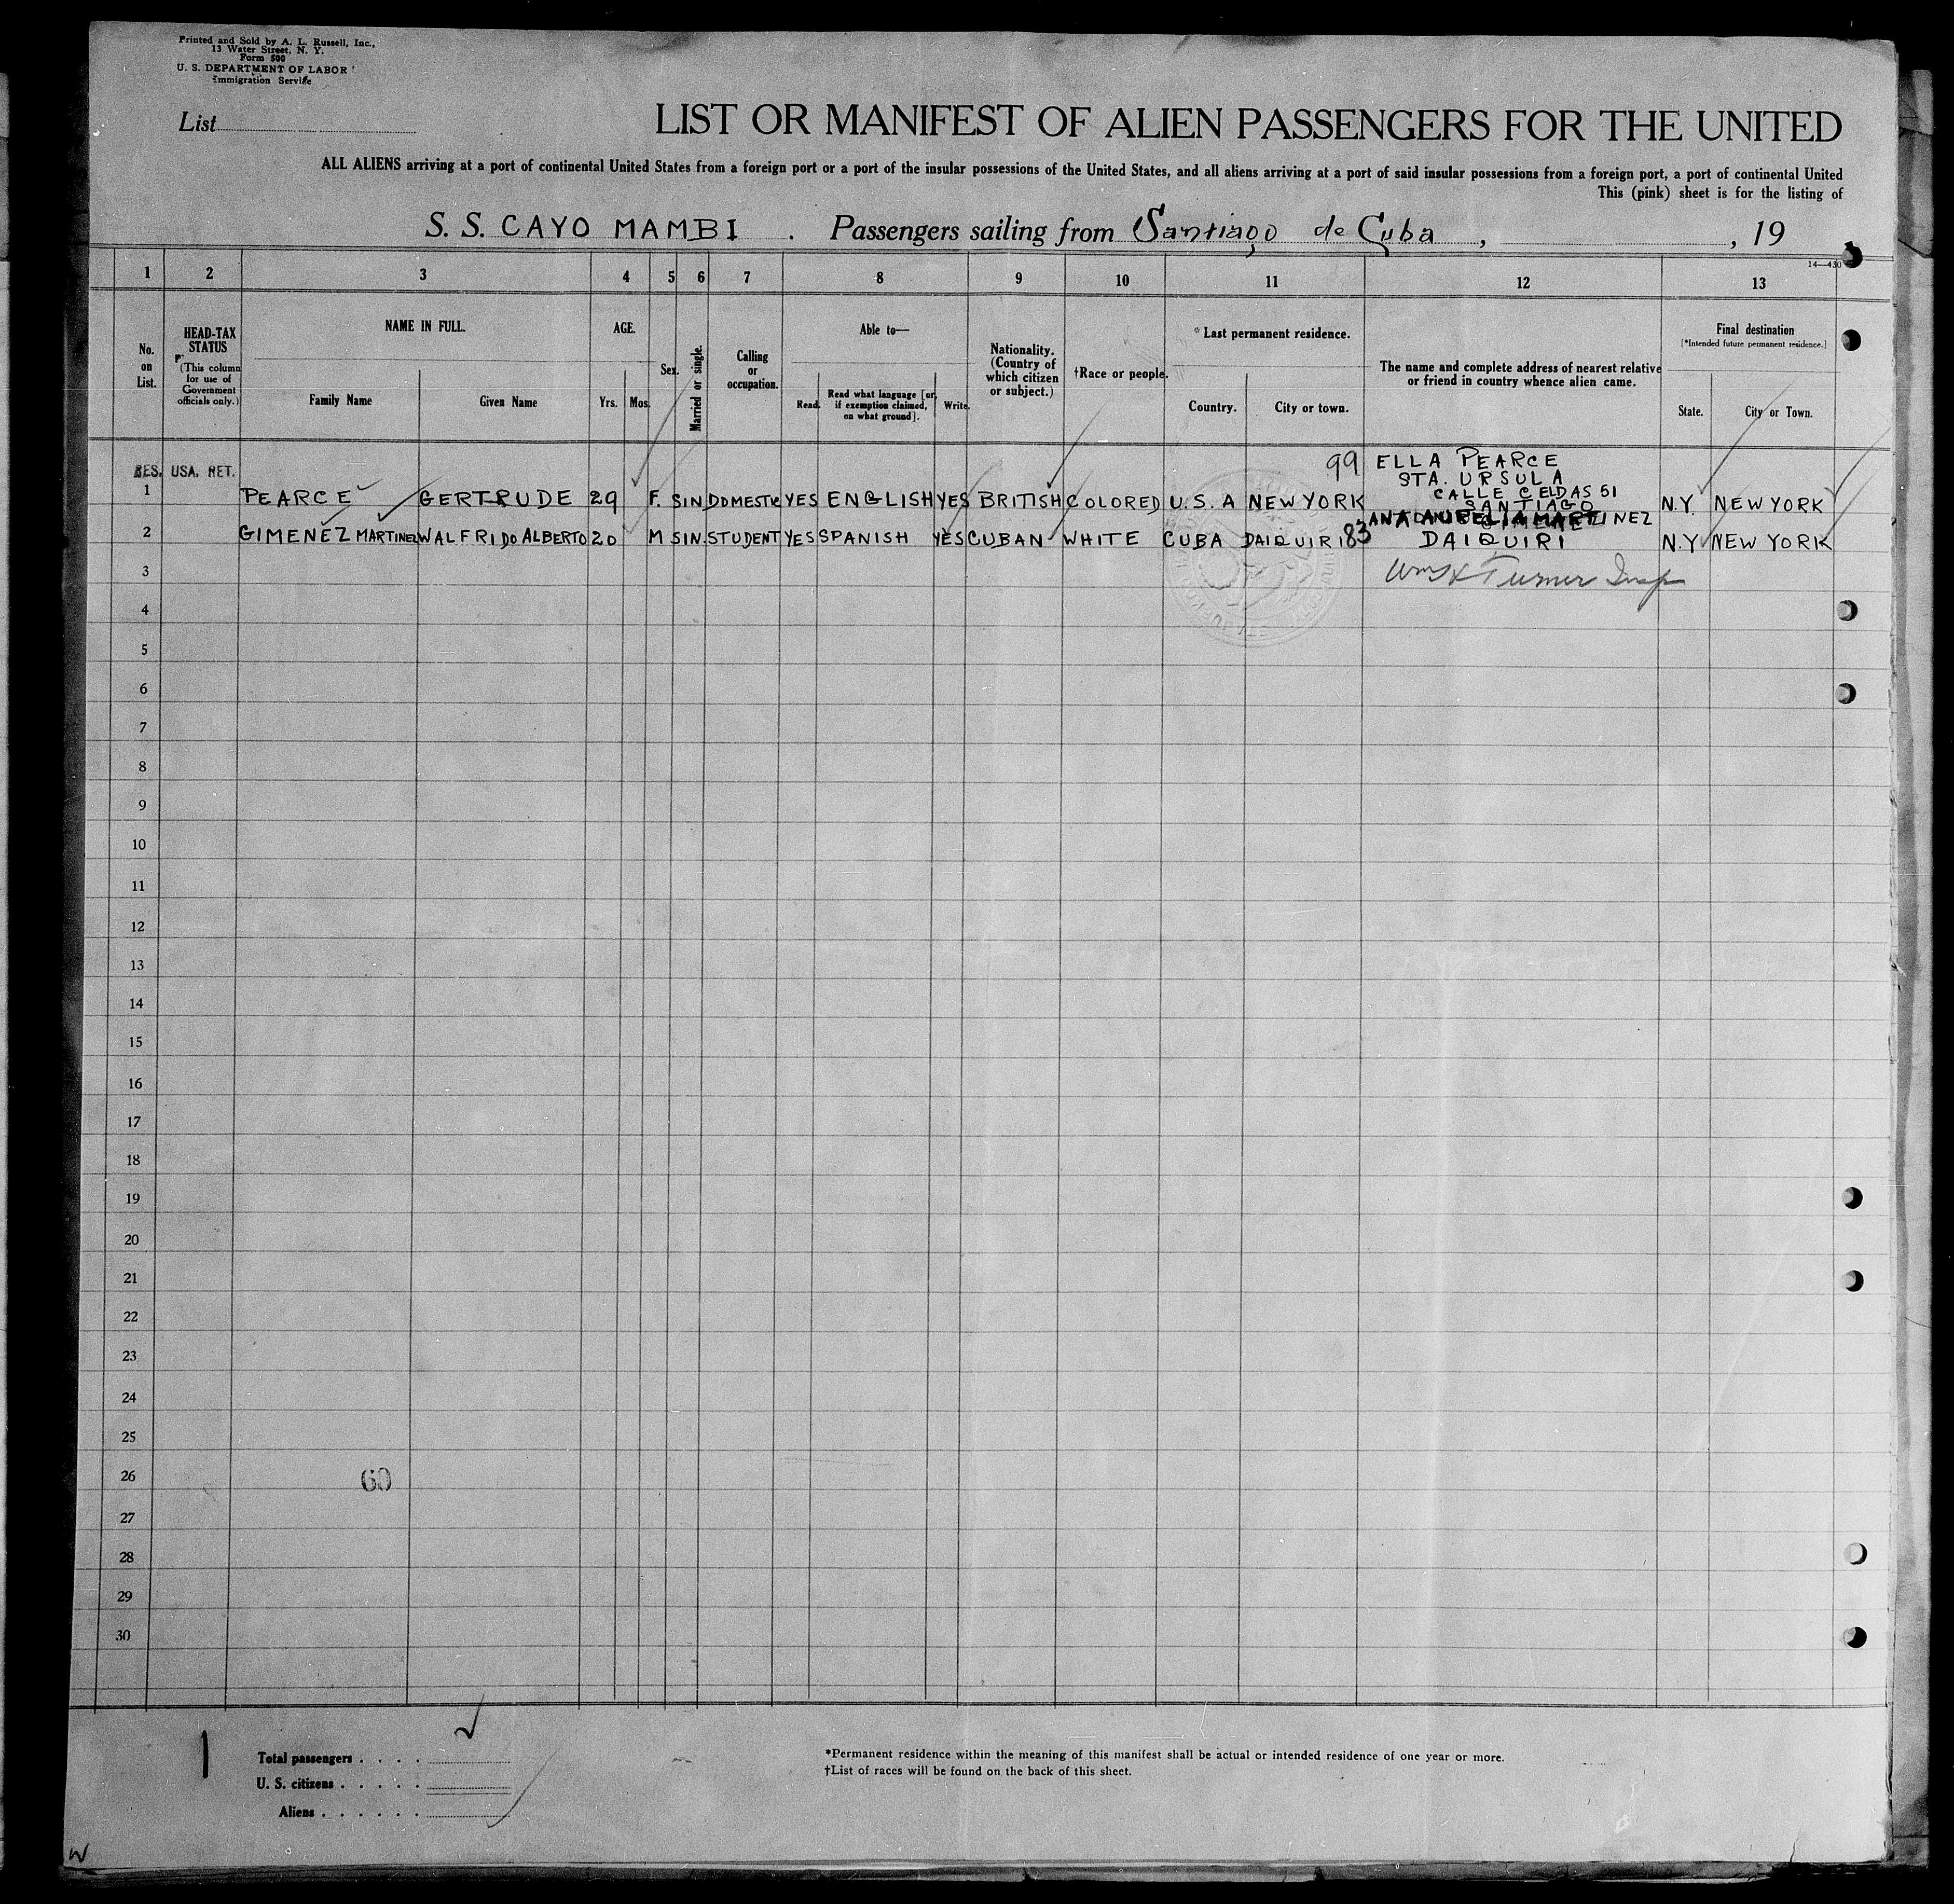 Printed and Sold by A. L. Russell, Inc.,
13 Water Street, N. Y.
Form 500
U. S. DEPARTMENT OF LABOR
Immigration Service
List
LIST OR MANIFEST OF ALIEN PASSENGERS FOR THE UNITED
ALL ALIENS arriving at a port of continental United States from a foreign port or a port of the insular possessions of the United States, and all aliens arriving at a port of said insular possessions from a foreign port, a port of continental United
This (pink) sheet is for the listing of
S. S. CAYO MAMBI . Passengers sailing from Santiago de Cuba , , 19
14—430
1 2 3 4 5 6 7 8 9 10 11 12 13
No. on List.
HEAD-TAX STATUS
(This column for use of Government officials only.)
NAME IN FULL.
Family Name Given Name
AGE.
Yrs. Mos.
Sex.
Married or single.
Calling or occupation.
Able to—
Read. Read what language [or, if exemption claimed, on what ground]. Write.
Nationality. (Country of which citizen or subject.)
†Race or people.
* Last permanent residence.
Country. City or town.
The name and complete address of nearest relative or friend in country whence alien came.
Final destination
[*Intended future permanent residence.]
State. City or Town.
RES. USA. RET.
99 ELLA PEARCE
STA. URSULA
CALLE CELDAS 51
SANTIAGO
1 PEARCE GERTRUDE 29 F. SIN DOMESTIC YES ENGLISH YES BRITISH COLORED U.S.A NEW YORK N.Y. NEW YORK
ANA AURELIA MARTINEZ
2 GIMENEZ MARTINEZ WALFRIDO ALBERTO 20 M SIN. STUDENT YES SPANISH YES CUBAN WHITE CUBA DAIQUIRI 83 DAIQUIRI N.Y NEW YORK
3 Turner Insp
4
5
6
7
8
9
10
11
12
13
14
15
16
17
18
19
20
21
22
23
24
25
26 60
27
28
29
30
1
Total passengers . . . .
U. S. citizens . . . . .
Aliens . . . . . .
*Permanent residence within the meaning of this manifest shall be actual or intended residence of one year or more.
†List of races will be found on the back of this sheet.
W